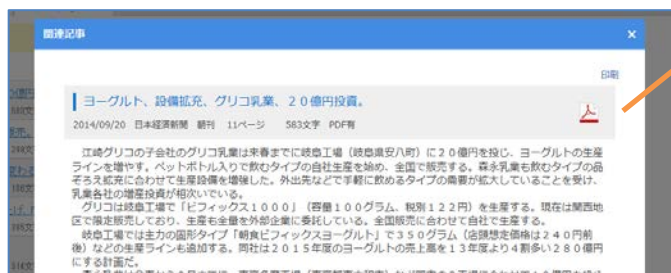 関連記事
×
印刷
ヨーグルト、設備拡充、グリコ乳業、２０億円投資。
2014/09/20 日本経済新聞 朝刊 11ページ 583文字 PDF有
江崎グリコの子会社のグリコ乳業は来春までに岐阜工場（岐阜県安八町）に２０億円を投じ、ヨーグルトの生産
ラインを増やす。ペットボトル入りで飲むタイプの自社生産を始め、全国で販売する。森永乳業も飲むタイプの品
ぞろえ拡充に合わせて生産設備を増強した。外出先などで手軽に飲めるタイプの需要が拡大していることを受け、
乳業各社の増産投資が相次いでいる。
グリコは岐阜工場で「ビフィックス１０００」（容量１００グラム、税別１２２円）を生産する。現在は関西地
区で限定販売しており、生産も全量を外部企業に委託している。全国販売に合わせて自社で生産する。
岐阜工場では主力の固形タイプ「朝食ビフィックスヨーグルト」で３５０グラム（店頭想定価格は２４０円前
後）などの生産ラインも追加する。同社は２０１５年度のヨーグルトの売上高を１３年度より４割多い２８０億円
にする計画だ。